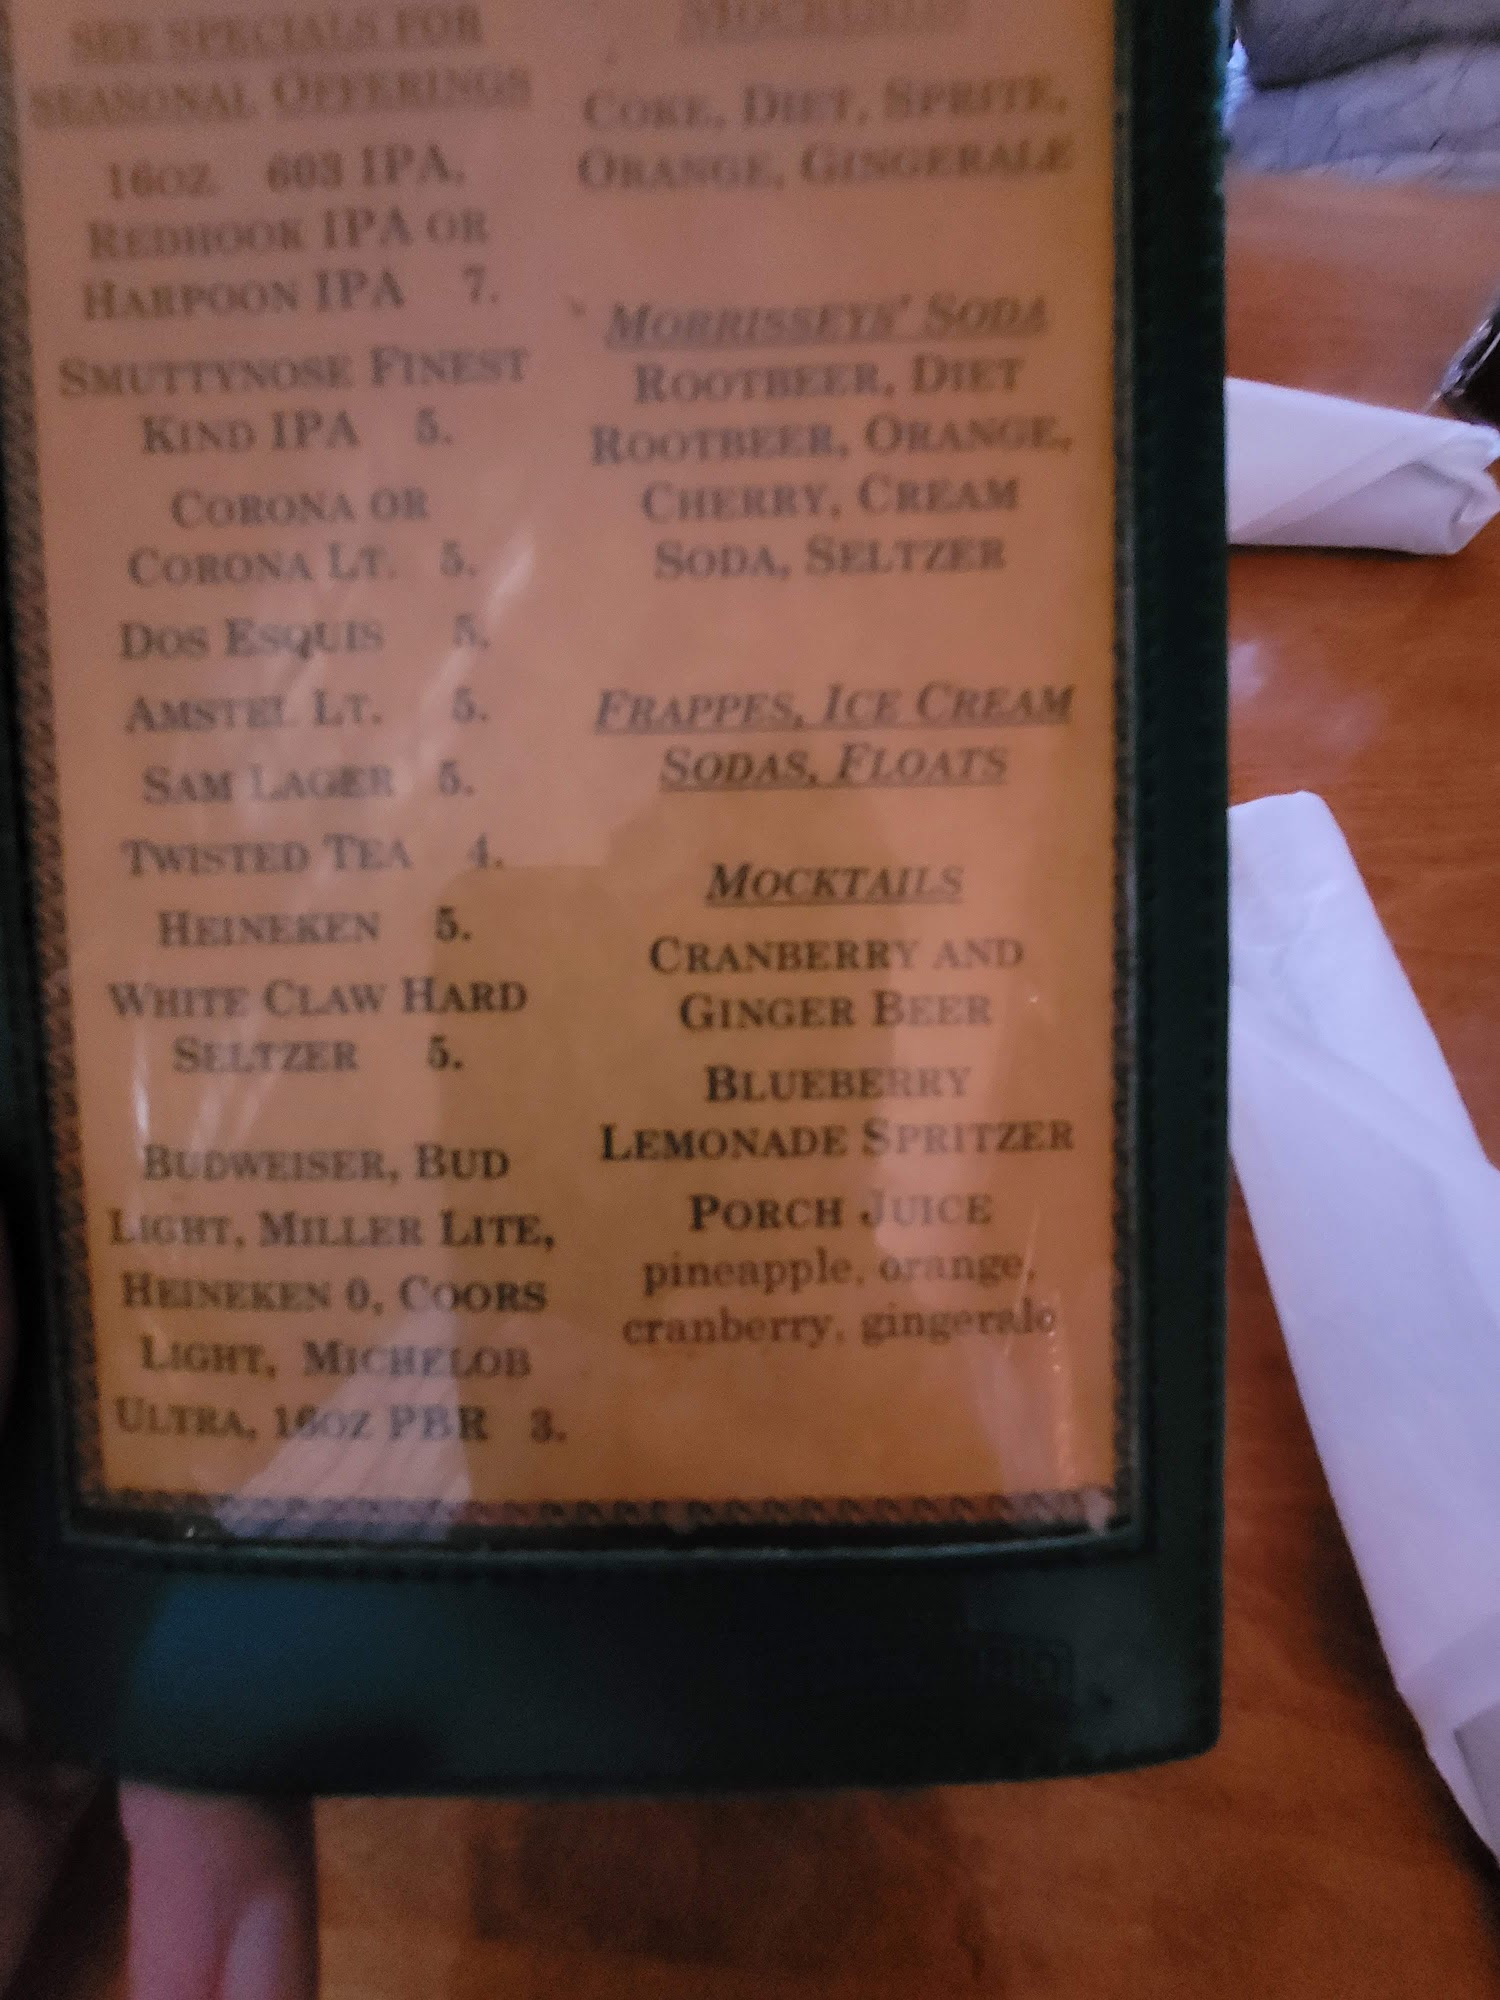 SEE SPECIALS FOR
SEASONAL OFFERINGS
16OZ 603 IPA,
REDHOOK IPA OR
HARPOON IPA 7.
SMUTTYNOSE FINEST
KIND IPA 5.
CORONA OR
CORONA LT. 5.
DOS ESQUIS 5.
AMSTEL LT. 5.
SAM LAGER 5.
TWISTED TEA 4.
HEINEKEN 5.
WHITE CLAW HARD
SELTZER 5.
BUDWEISER, BUD
LIGHT, MILLER LITE,
HEINEKEN 0, COORS
LIGHT, MICHELOB
ULTRA, 16OZ PBR 3.
COKE, DIET, SPRITE,
ORANGE, GINGERALE
MORRISSEYS' SODA
ROOTBEER, DIET
ROOTBEER, ORANGE,
CHERRY, CREAM
SODA, SELTZER
FRAPPES, ICE CREAM
SODAS, FLOATS
MOCKTAILS
CRANBERRY AND
GINGER BEER
BLUEBERRY
LEMONADE SPRITZER
PORCH JUICE
pineapple, orange,
cranberry, gingerale